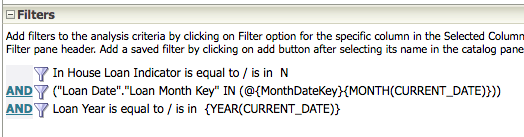 Filters
Add filters to the analysis criteria by clicking on Filter option for the specific column in the Selected Column
Filter pane header. Add a saved filter by clicking on add button after selecting its name in the catalog pane
In House Loan Indicator is equal to / is in N
AND ("Loan Date"."Loan Month Key" IN (@{MonthDateKey}{MONTH(CURRENT_DATE)}))
AND Loan Year is equal to / is in {YEAR(CURRENT_DATE)}